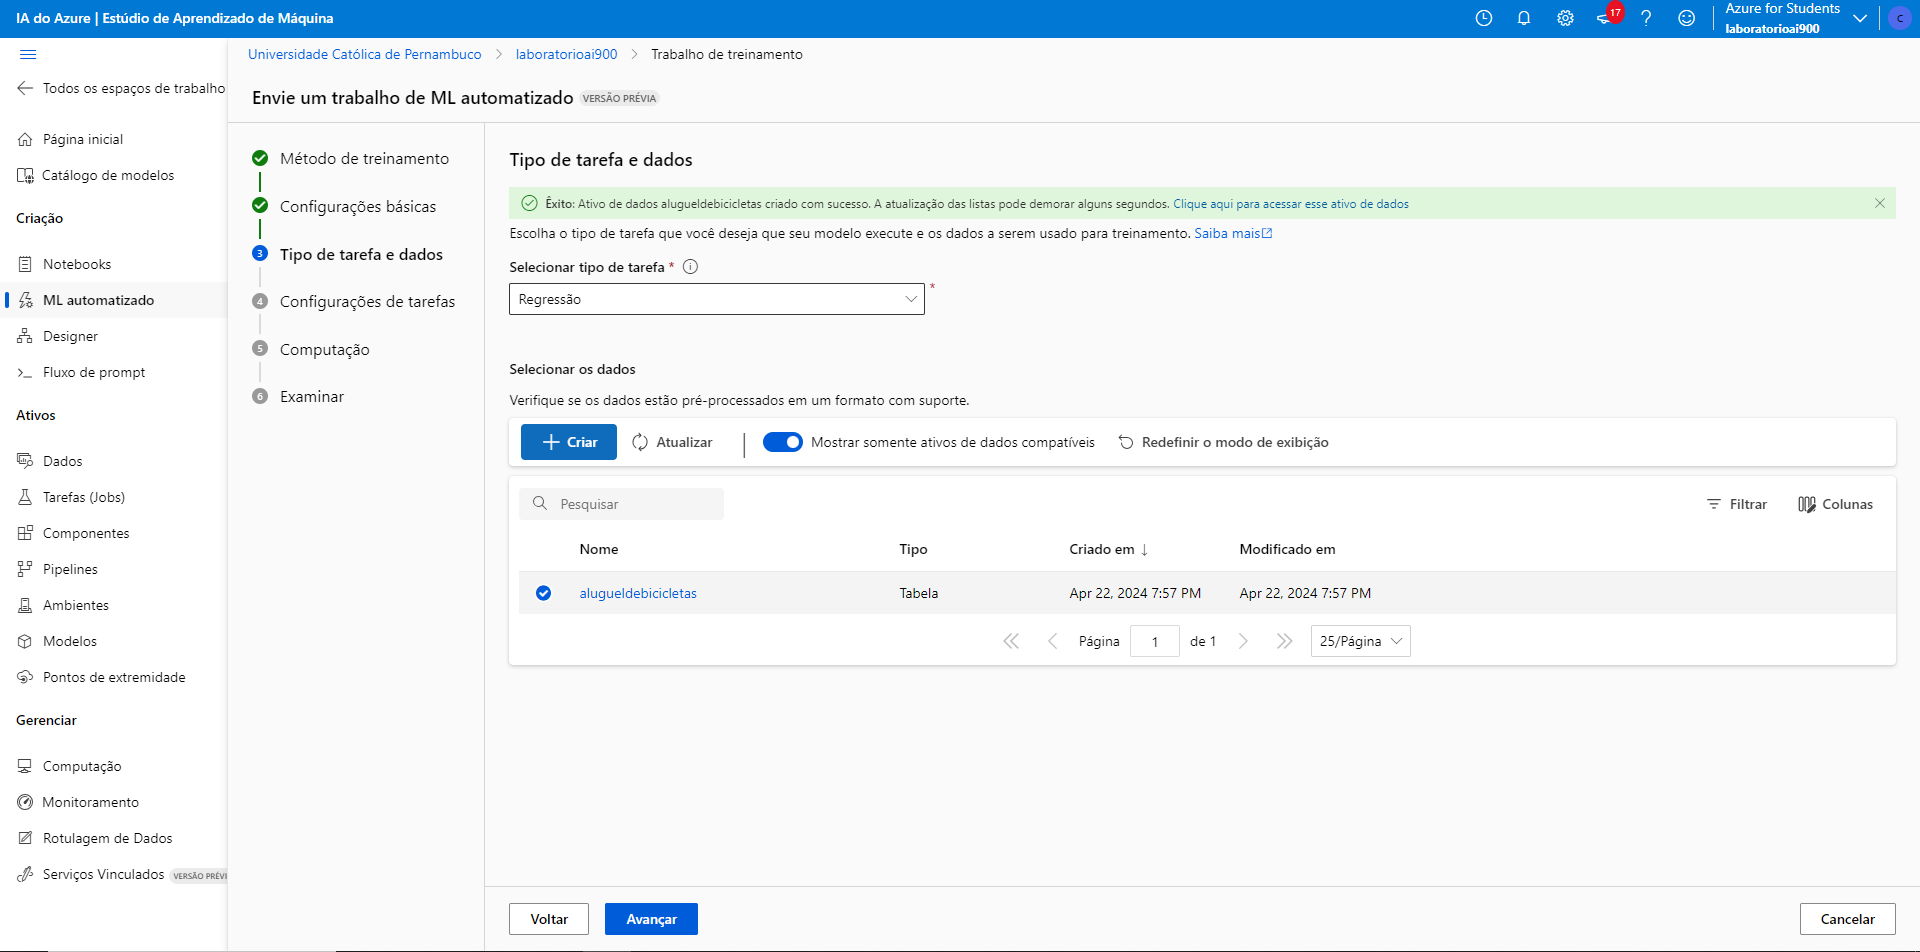 IA do Azure | Estúdio de Aprendizado de Máquina
17
Azure for Students
laboratorioai900
C
Todos os espaços de trabalho
Página inicial
Catálogo de modelos
Criação
Notebooks
ML automatizado
Designer
Fluxo de prompt
Ativos
Dados
Tarefas (Jobs)
Componentes
Pipelines
Ambientes
Modelos
Pontos de extremidade
Gerenciar
Computação
Monitoramento
Rotulagem de Dados
Serviços Vinculados VERSÃO PRÉVI
Universidade Católica de Pernambuco > laboratorioai900 > Trabalho de treinamento
Envie um trabalho de ML automatizado VERSÃO PRÉVIA
Método de treinamento
Configurações básicas
3 Tipo de tarefa e dados
4 Configurações de tarefas
5 Computação
6 Examinar
Tipo de tarefa e dados
Êxito: Ativo de dados alugueldebicicletas criado com sucesso. A atualização das listas pode demorar alguns segundos. Clique aqui para acessar esse ativo de dados
Escolha o tipo de tarefa que você deseja que seu modelo execute e os dados a serem usado para treinamento. Saiba mais
Selecionar tipo de tarefa *
Regressão *
Selecionar os dados
Verifique se os dados estão pré-processados em um formato com suporte.
Criar Atualizar | Mostrar somente ativos de dados compatíveis Redefinir o modo de exibição
Pesquisar Filtrar Colunas
Nome Tipo Criado em ↓ Modificado em
alugueldebicicletas Tabela Apr 22, 2024 7:57 PM Apr 22, 2024 7:57 PM
Página 1 de 1 25/Página
Voltar Avançar Cancelar